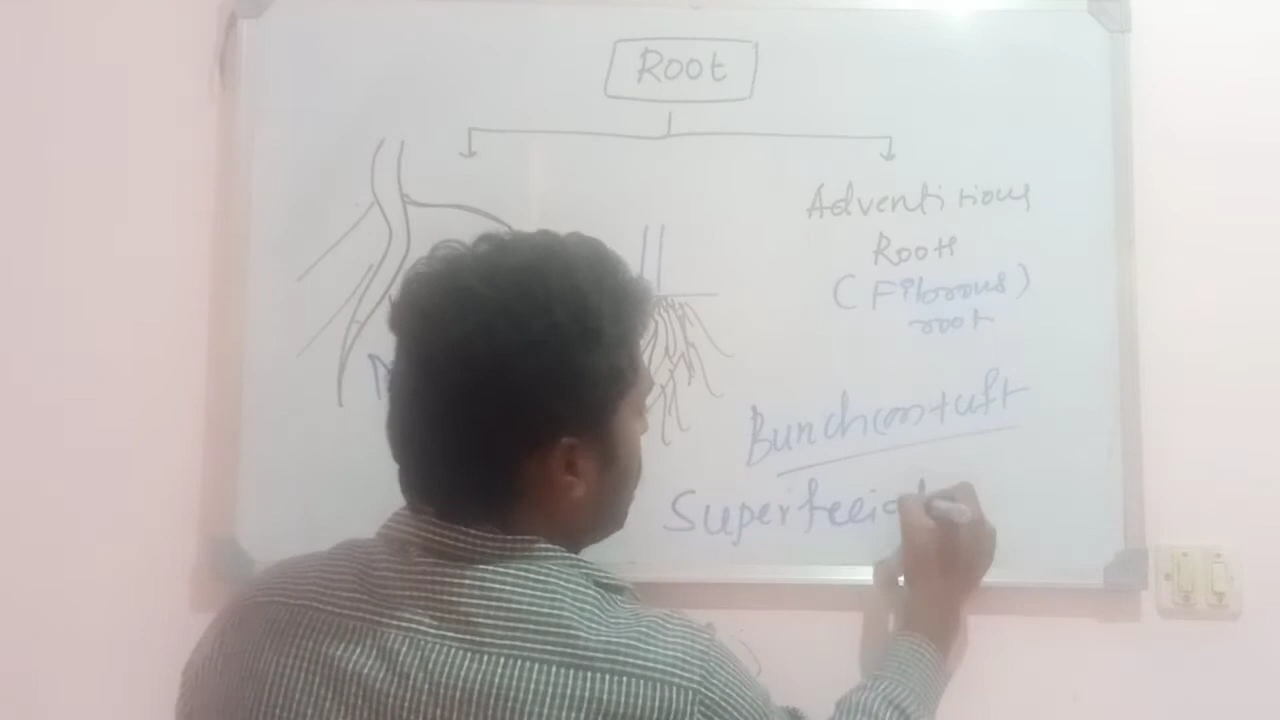 Root
Adventitious
Roots
(Fibrous)
root
Bunch (or) tuft